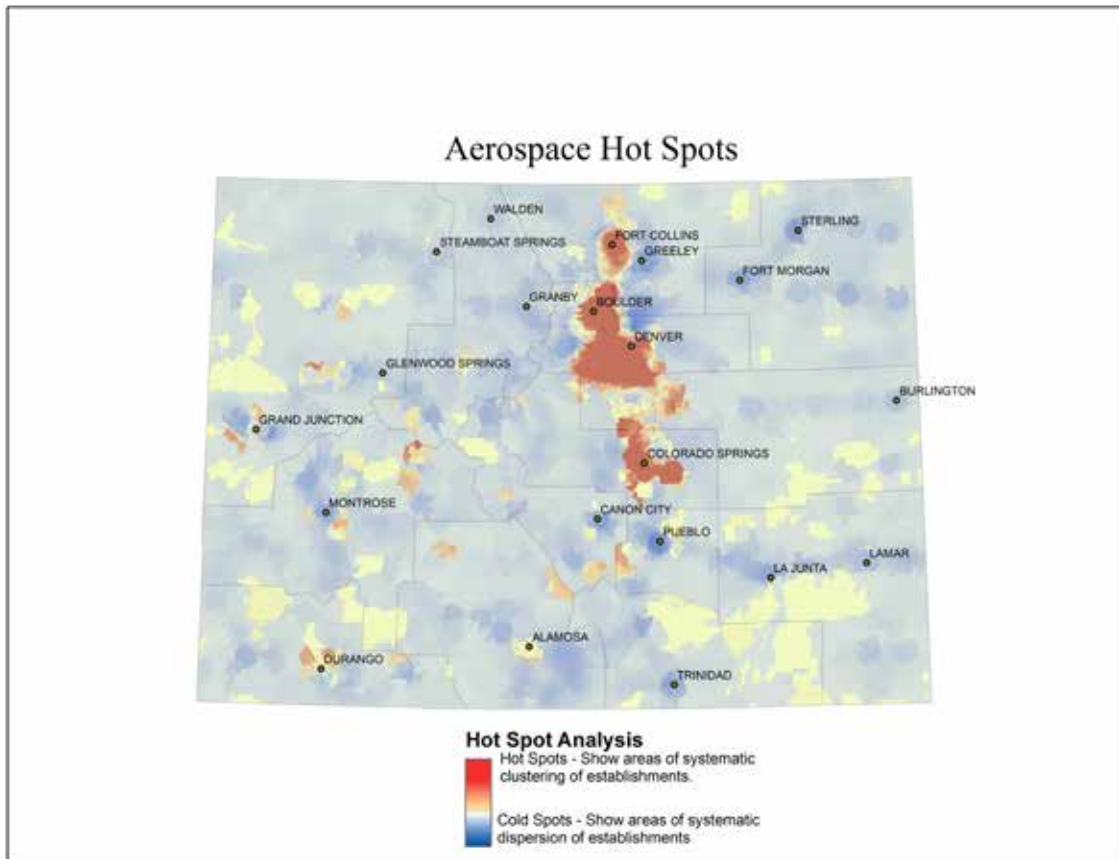 Aerospace Hot Spots
WALDEN
STERLING
FORT COLLINS
STEAMBOAT SPRINGS
GREELEY
FORT MORGAN
GRANBY
BOULDER
DENVER
GLENWOOD SPRINGS
BURLINGTON
GRAND JUNCTION
COLORADO SPRINGS
MONTROSE
CANON CITY
PUEBLO
LAMAR
LA JUNTA
ALAMOSA
DURANGO
TRINIDAD
Hot Spot Analysis
Hot Spots - Show areas of systematic
clustering of establishments.
Cold Spots - Show areas of systematic
dispersion of establishments